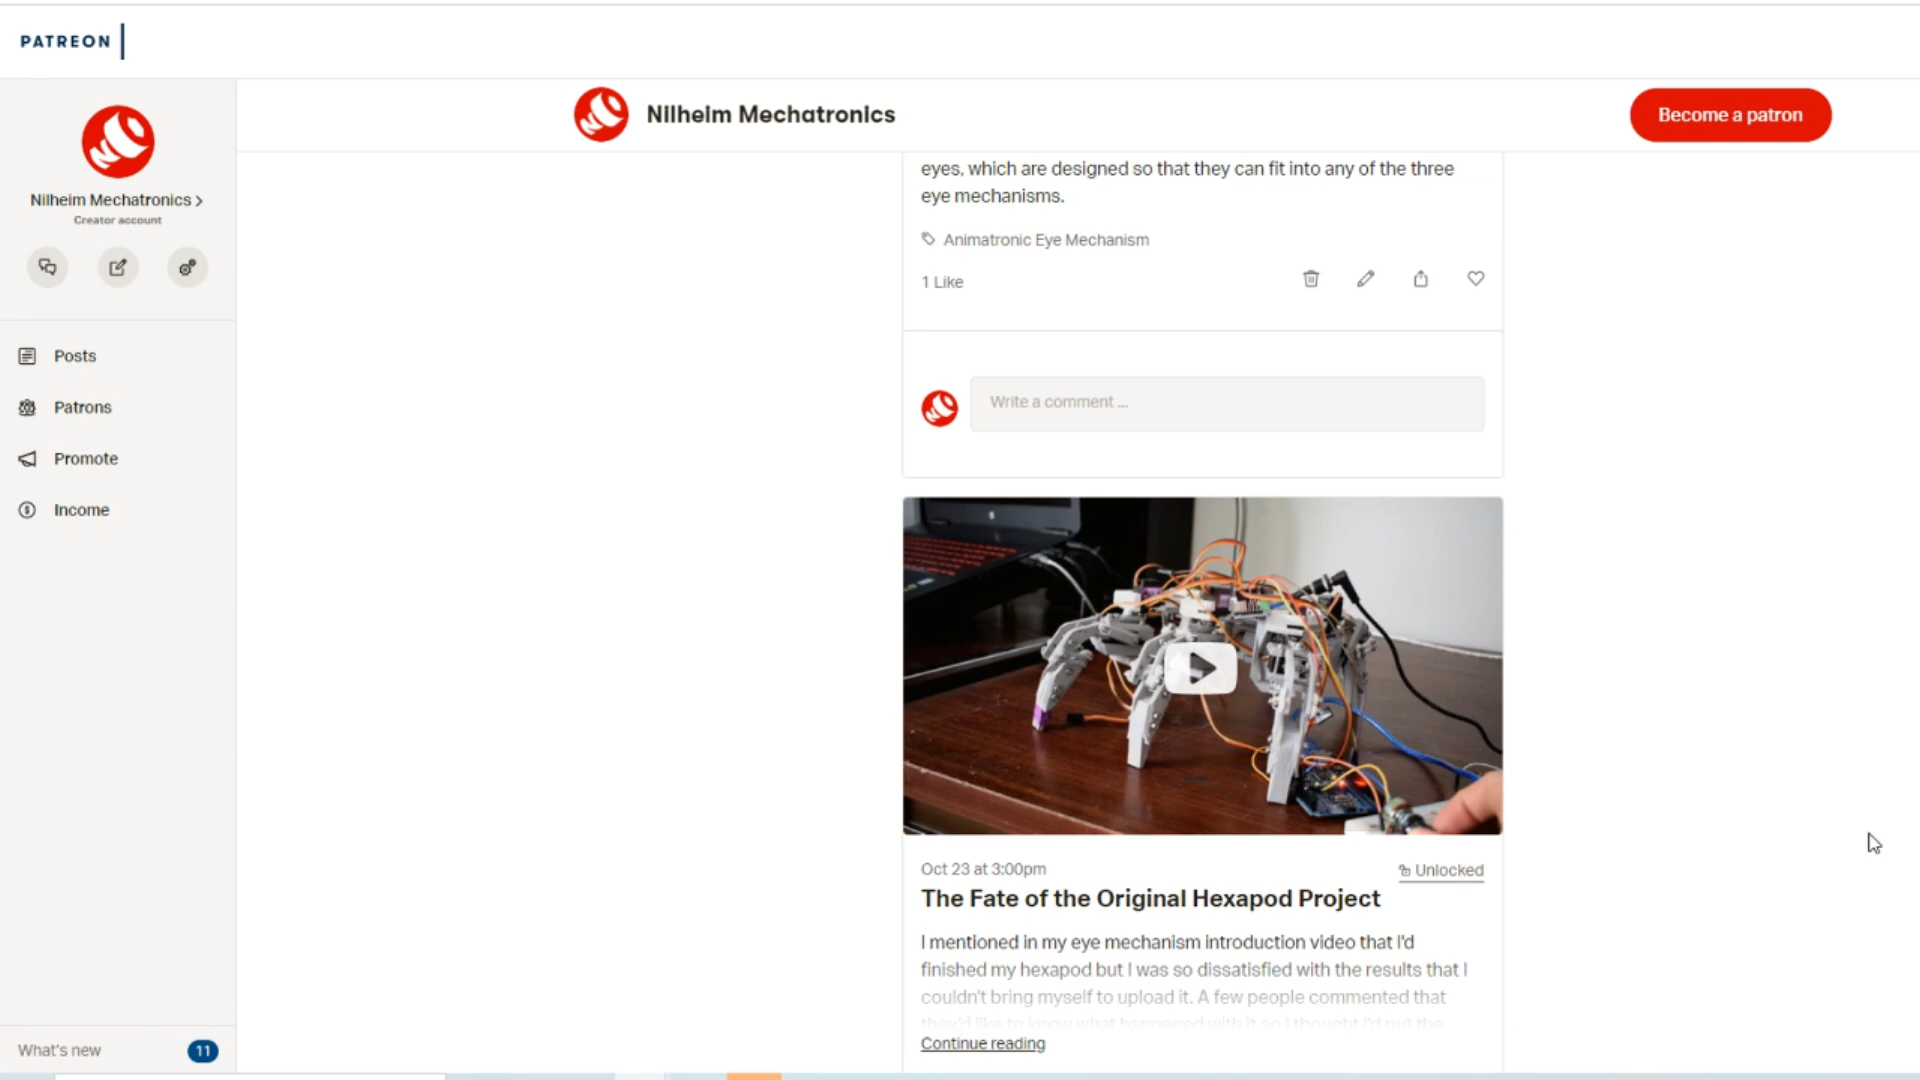 PATREON
Nilheim Mechatronics
Creator account
Posts
Patrons
Promote
Income
What's new
11
Nilheim Mechatronics
Become a patron
eyes, which are designed so that they can fit into any of the three
eye mechanisms.
Animatronic Eye Mechanism
1 Like
Write a comment ...
Oct 23 at 3:00pm
Unlocked
The Fate of the Original Hexapod Project
I mentioned in my eye mechanism introduction video that I'd
finished my hexapod but I was so dissatisfied with the results that I
couldn't bring myself to upload it. A few people commented that
they'd like to know what happened with it so I thought I'd put the
Continue reading